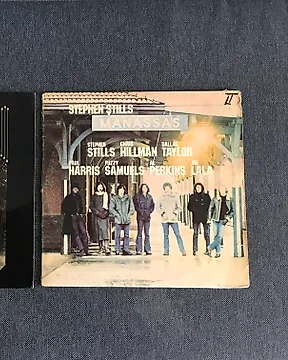 STEPHEN STILLS
MANASSAS
STEPHEN CHRIS DALLAS
STILLS HILLMAN TAYLOR
PAUL FUZZY AL JOE
HARRIS SAMUELS PERKINS LALA